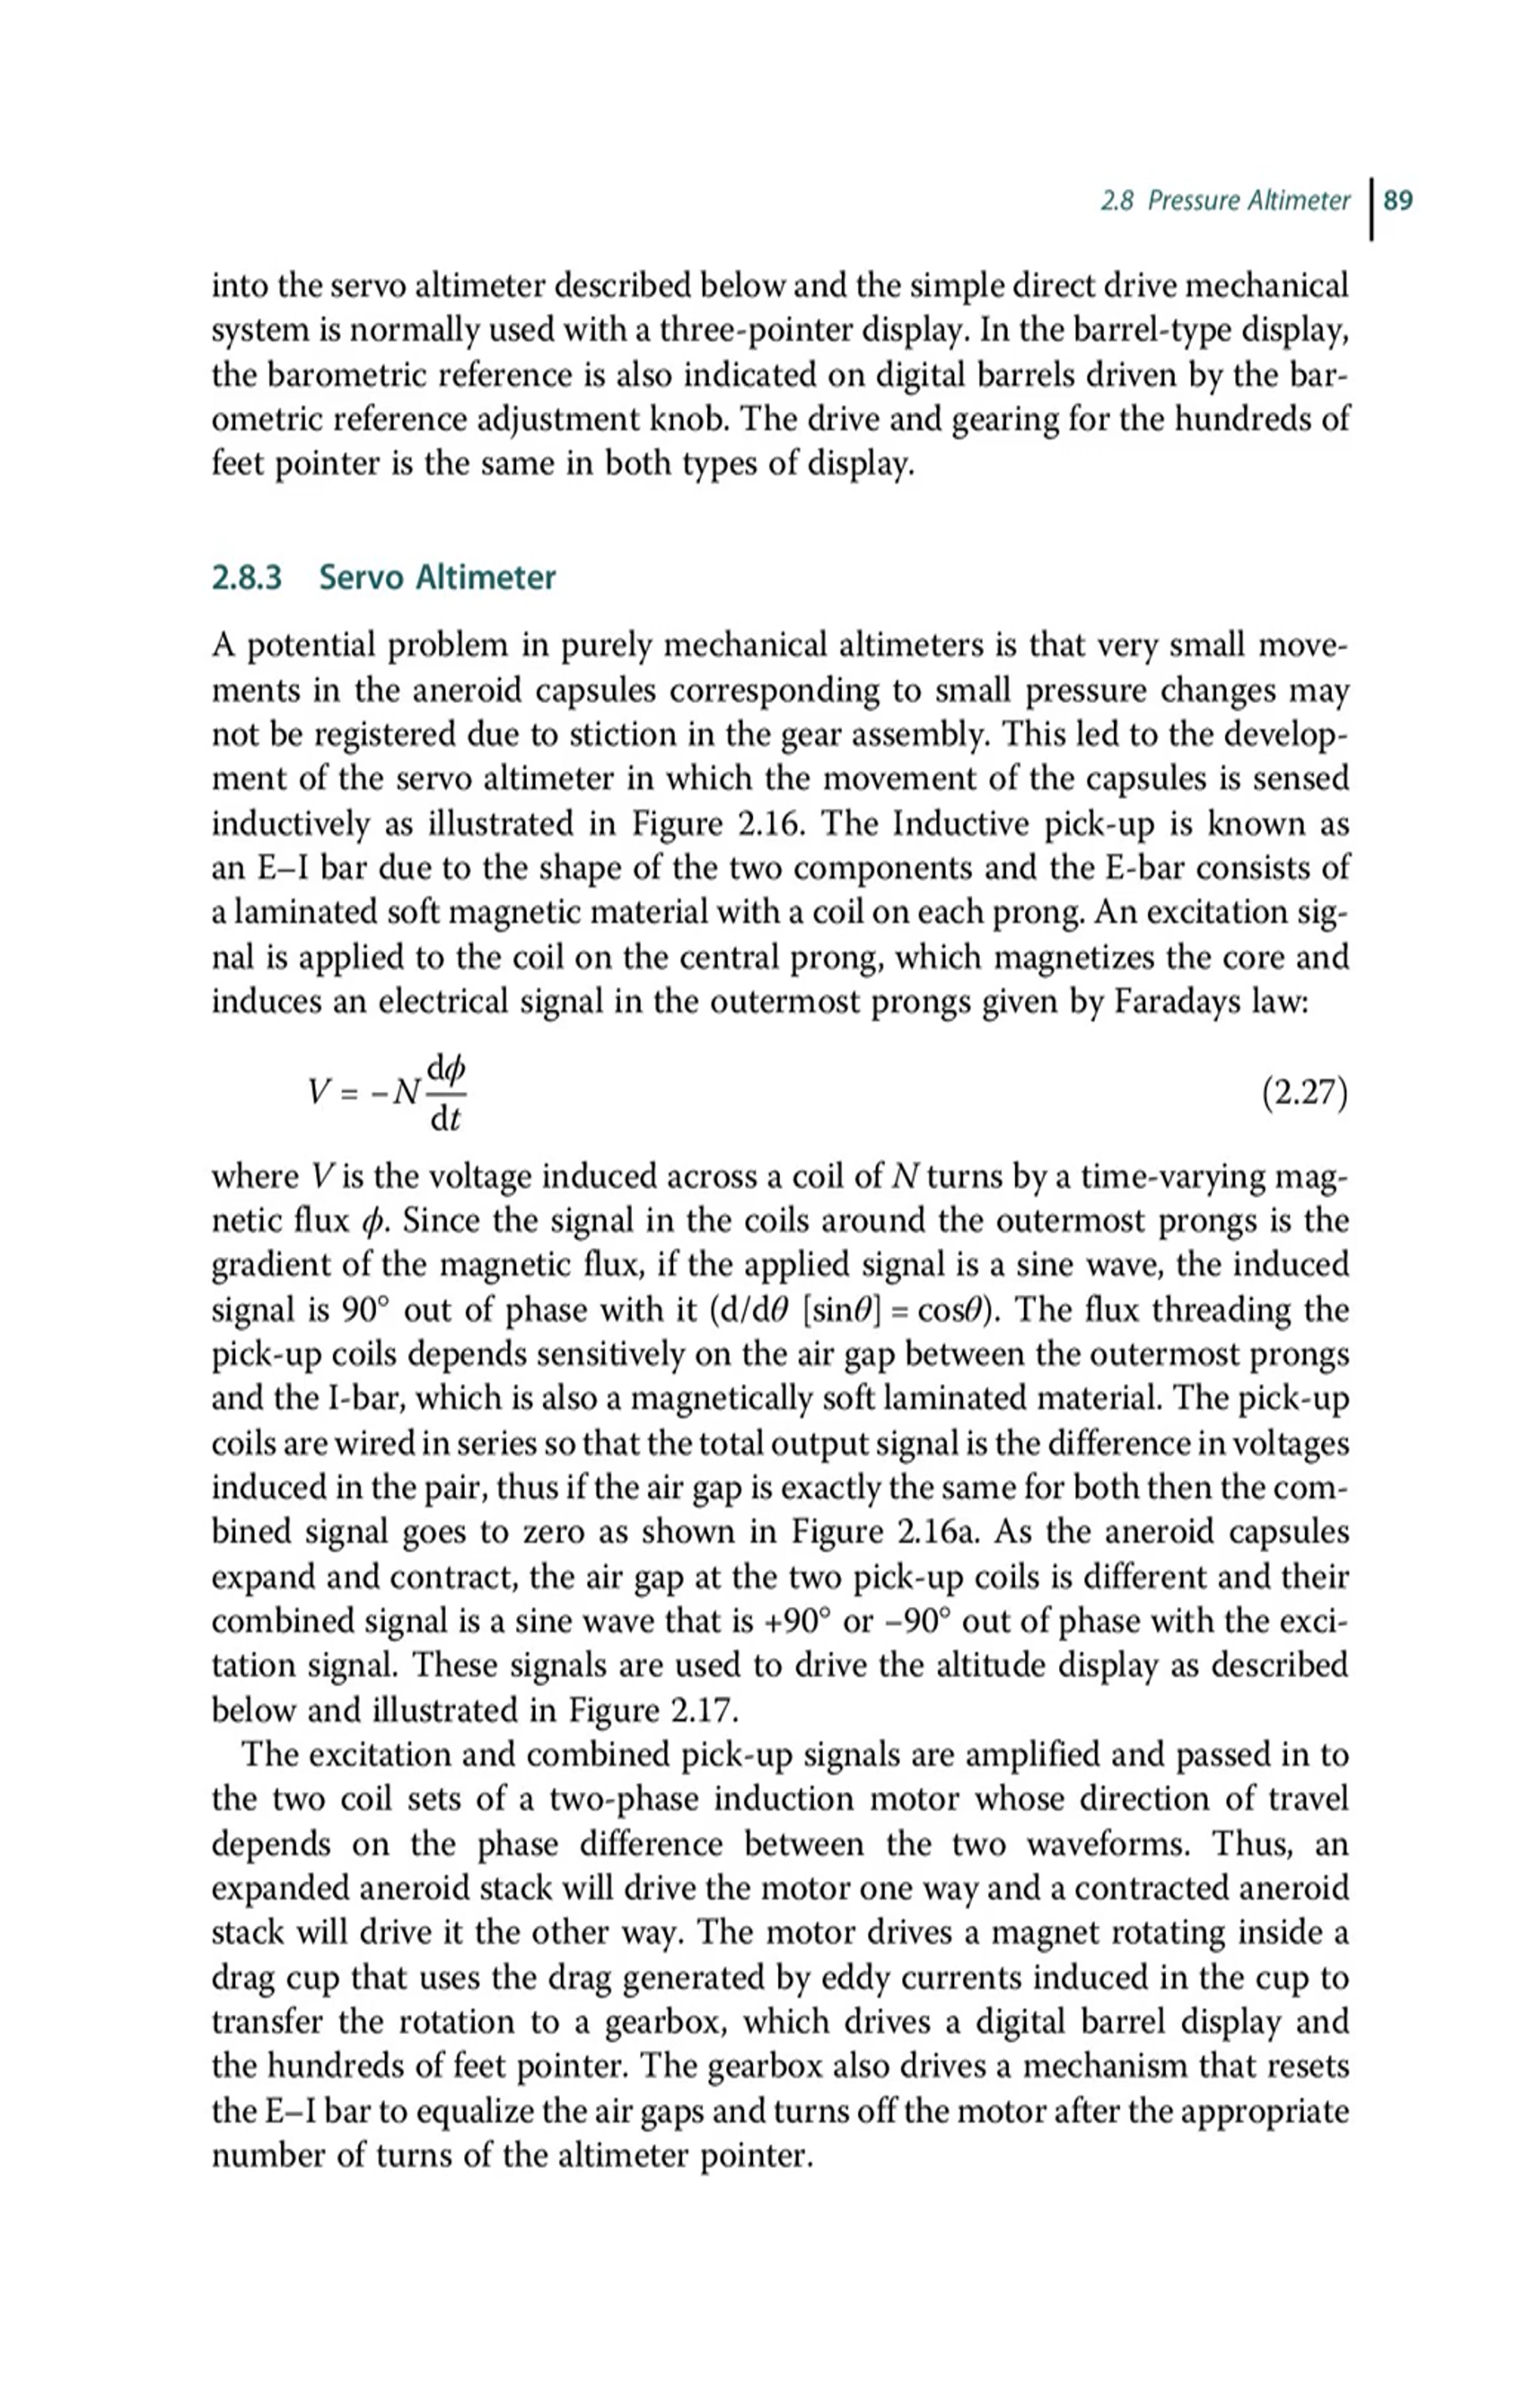 2.8 Pressure Altimeter 89
into the servo altimeter described below and the simple direct drive mechanical
system is normally used with a three-pointer display. In the barrel-type display,
the barometric reference is also indicated on digital barrels driven by the bar-
ometric reference adjustment knob. The drive and gearing for the hundreds of
feet pointer is the same in both types of display.
2.8.3 Servo Altimeter
A potential problem in purely mechanical altimeters is that very small move-
ments in the aneroid capsules corresponding to small pressure changes may
not be registered due to stiction in the gear assembly. This led to the develop-
ment of the servo altimeter in which the movement of the capsules is sensed
inductively as illustrated in Figure 2.16. The Inductive pick-up is known as
an E–I bar due to the shape of the two components and the E-bar consists of
a laminated soft magnetic material with a coil on each prong. An excitation sig-
nal is applied to the coil on the central prong, which magnetizes the core and
induces an electrical signal in the outermost prongs given by Faradays law:
V = −N dϕ/dt (2.27)
where V is the voltage induced across a coil of N turns by a time-varying mag-
netic flux ϕ. Since the signal in the coils around the outermost prongs is the
gradient of the magnetic flux, if the applied signal is a sine wave, the induced
signal is 90° out of phase with it (d/dθ [sinθ] = cosθ). The flux threading the
pick-up coils depends sensitively on the air gap between the outermost prongs
and the I-bar, which is also a magnetically soft laminated material. The pick-up
coils are wired in series so that the total output signal is the difference in voltages
induced in the pair, thus if the air gap is exactly the same for both then the com-
bined signal goes to zero as shown in Figure 2.16a. As the aneroid capsules
expand and contract, the air gap at the two pick-up coils is different and their
combined signal is a sine wave that is +90° or −90° out of phase with the exci-
tation signal. These signals are used to drive the altitude display as described
below and illustrated in Figure 2.17.
The excitation and combined pick-up signals are amplified and passed in to
the two coil sets of a two-phase induction motor whose direction of travel
depends on the phase difference between the two waveforms. Thus, an
expanded aneroid stack will drive the motor one way and a contracted aneroid
stack will drive it the other way. The motor drives a magnet rotating inside a
drag cup that uses the drag generated by eddy currents induced in the cup to
transfer the rotation to a gearbox, which drives a digital barrel display and
the hundreds of feet pointer. The gearbox also drives a mechanism that resets
the E–I bar to equalize the air gaps and turns off the motor after the appropriate
number of turns of the altimeter pointer.